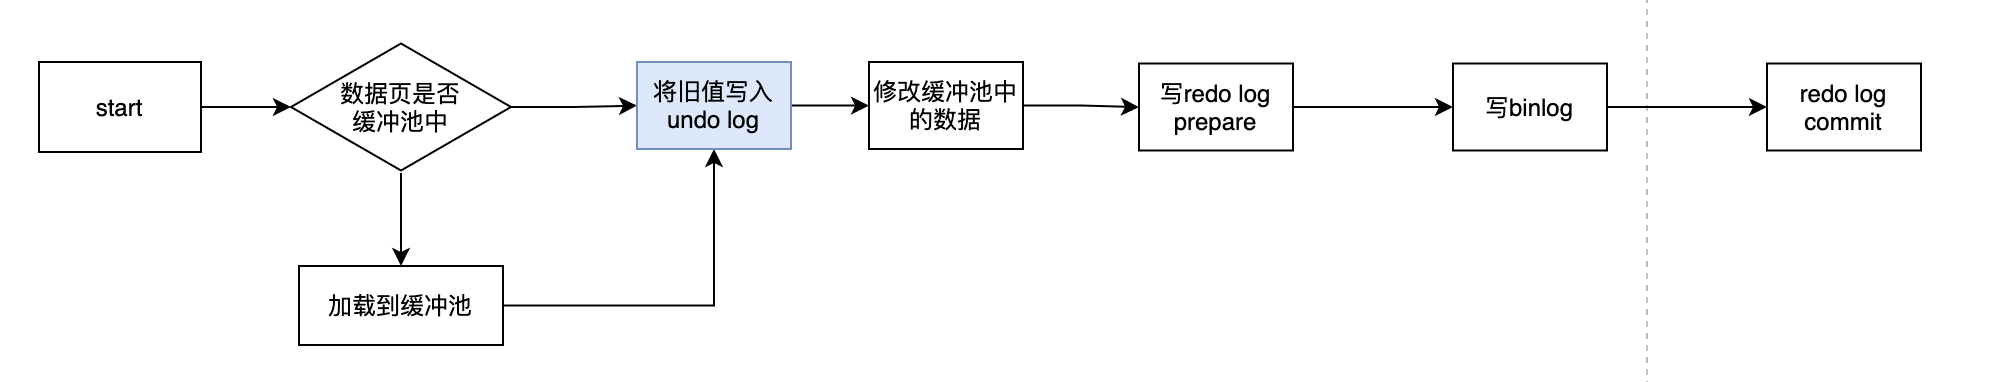 start
数据页是否
缓冲池中
将旧值写入
undo log
修改缓冲池中
的数据
写redo log
prepare
写binlog
redo log
commit
加载到缓冲池